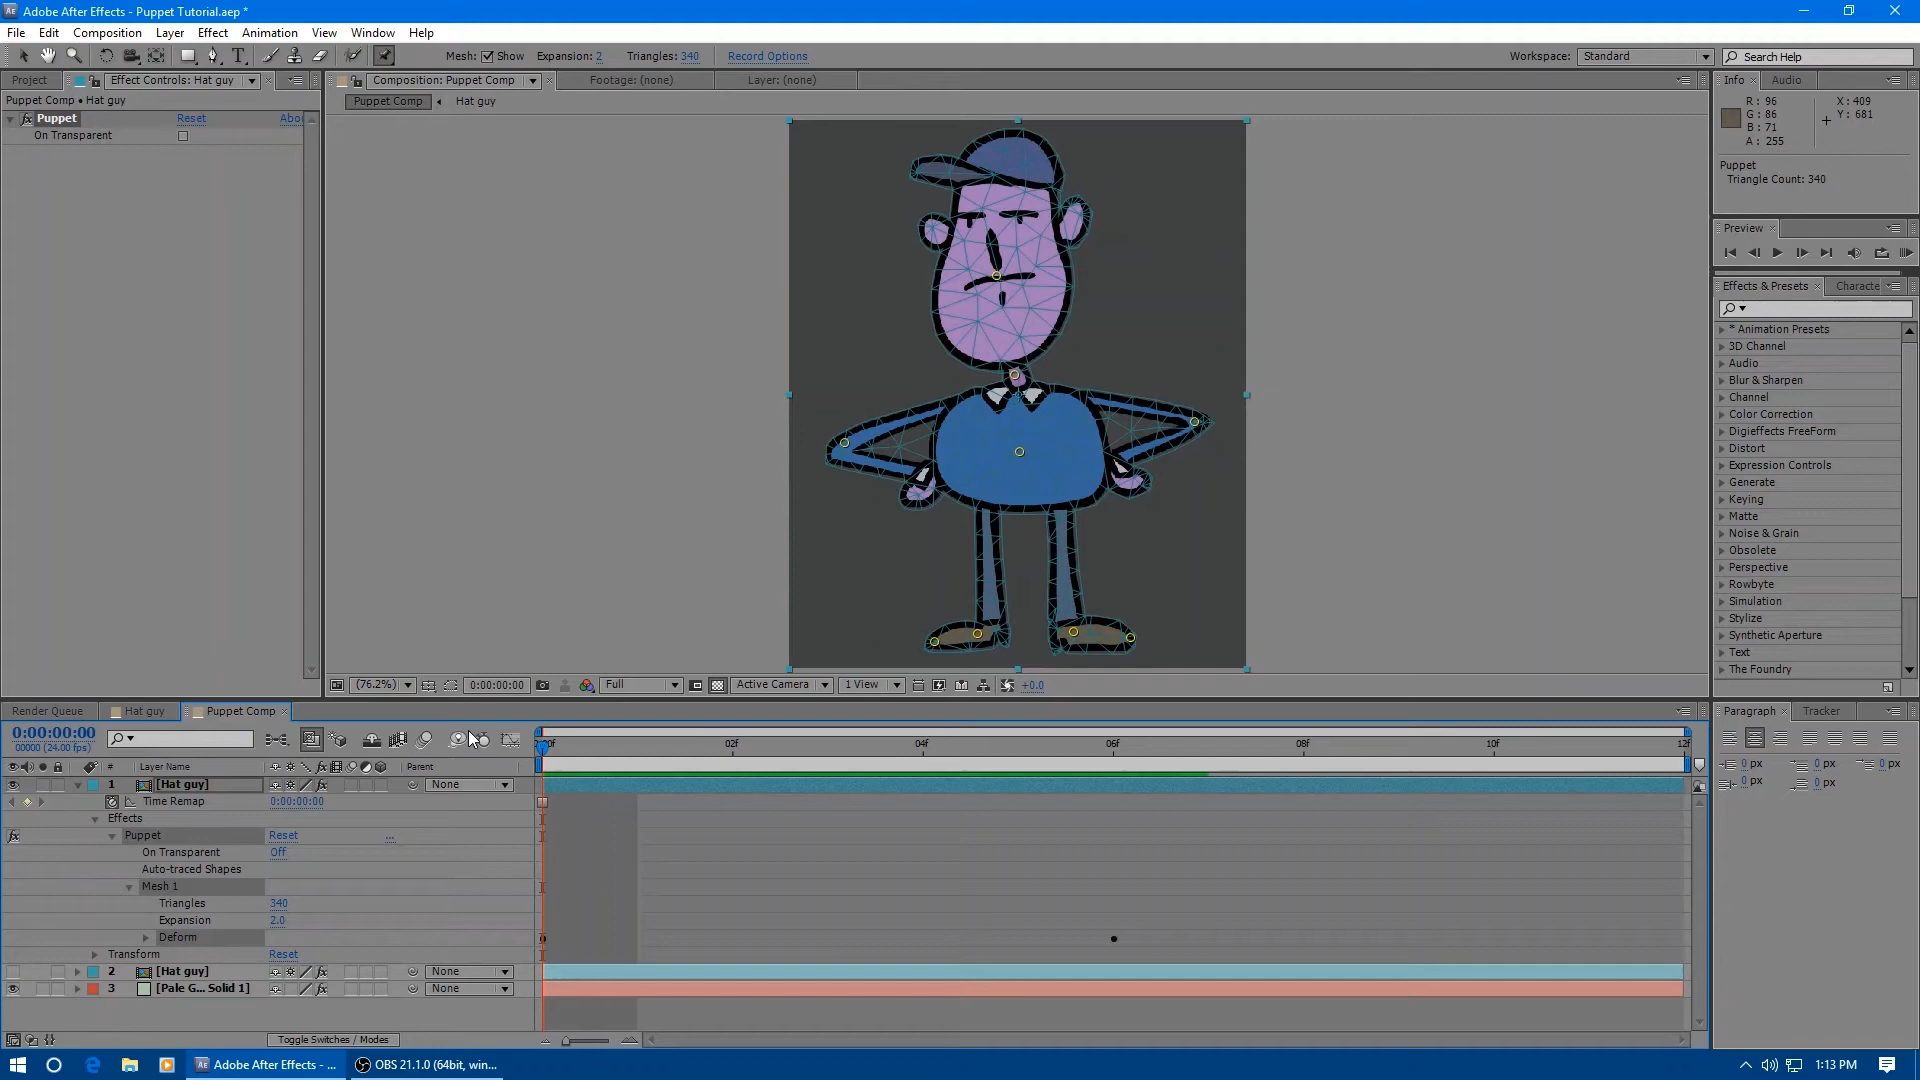 Adobe After Effects - Puppet Tutorial.aep *
File Edit Composition Layer Effect Animation View Window Help
Mesh: Show Expansion: 2 Triangles: 340 Record Options Workspace: Standard Search Help
Project Effect Controls: Hat guy Composition: Puppet Comp Footage: (none) Layer: (none) Info Audio
Puppet Comp • Hat guy Puppet Comp Hat guy
Puppet Reset Abou
On Transparent
R: 96 X: 409
G: 86 Y: 681
B: 71
A: 255
Puppet
Triangle Count: 340
Preview
Effects & Presets Characte
* Animation Presets
3D Channel
Audio
Blur & Sharpen
Channel
Color Correction
Digieffects FreeForm
Distort
Expression Controls
Generate
Keying
Matte
Noise & Grain
Obsolete
Perspective
Rowbyte
Simulation
Stylize
Synthetic Aperture
Text
The Foundry
(76.2%) 0:00:00:00 Full Active Camera 1 View +0.0
Render Queue Hat guy Puppet Comp Paragraph Tracker
0:00:00:00
00000 (24.00 fps)
:00f 02f 04f 06f 08f 10f 12f
# Layer Name Parent
1 [Hat guy] None
Time Remap 0:00:00:00
Effects
Puppet Reset ...
On Transparent Off
Auto-traced Shapes
Mesh 1
Triangles 340
Expansion 2.0
Deform
Transform Reset
2 [Hat guy] None
3 [Pale G... Solid 1] None
0 px 0 px 0 px
0 px 0 px
Toggle Switches / Modes
Adobe After Effects - ... OBS 21.1.0 (64bit, win... 1:13 PM